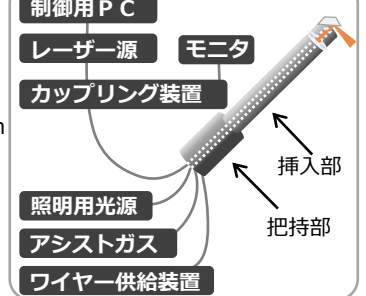 制御用ＰＣ
レーザー源
モニタ
カップリング装置
n
挿入部
照明用光源
把持部
アシストガス
ワイヤー供給装置